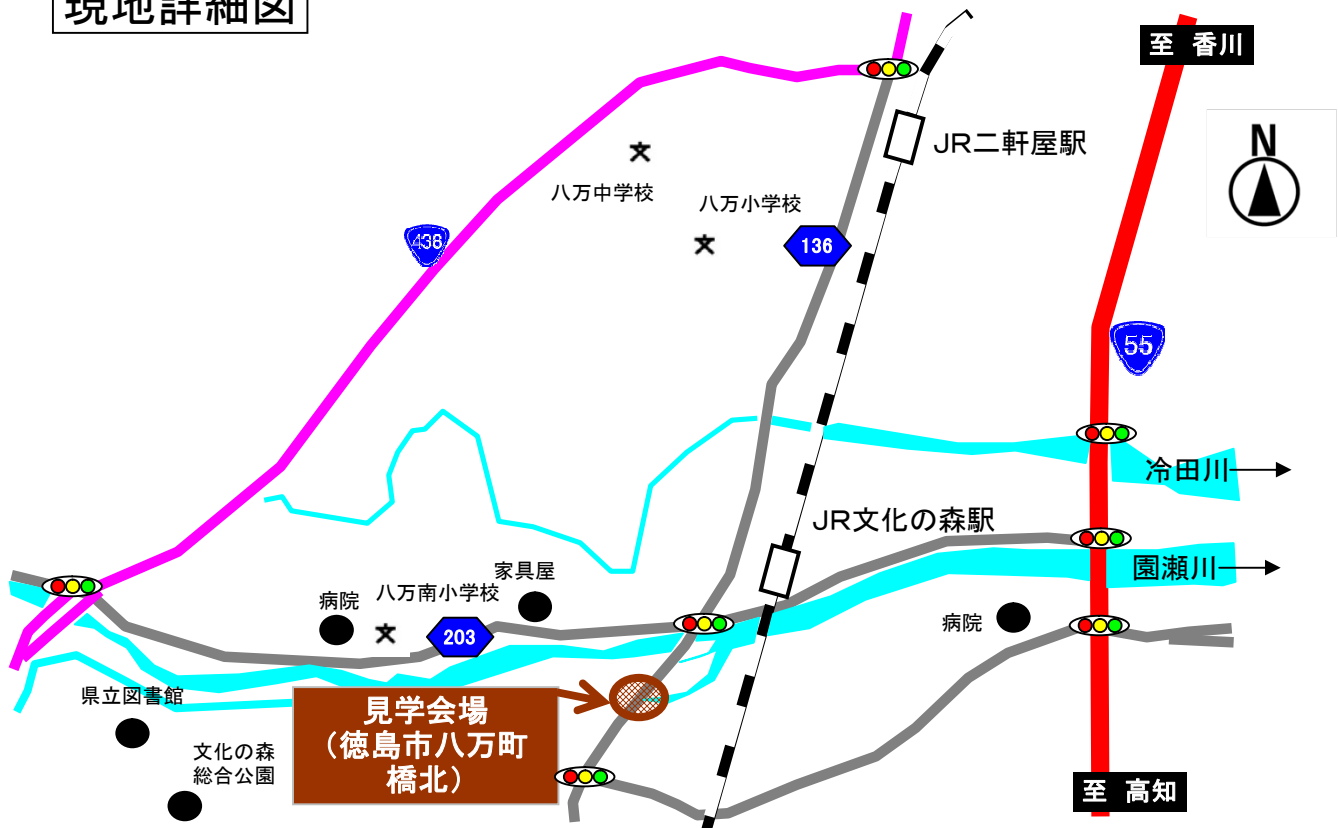 現地詳細図
至 香川
N
JR二軒屋駅
八万中学校
八万小学校
438
136
55
冷田川
JR文化の森駅
園瀬川
家具屋
八万南小学校
病院
203
病院
県立図書館
見学会場
（徳島市八万町
橋北）
文化の森
総合公園
至 高知